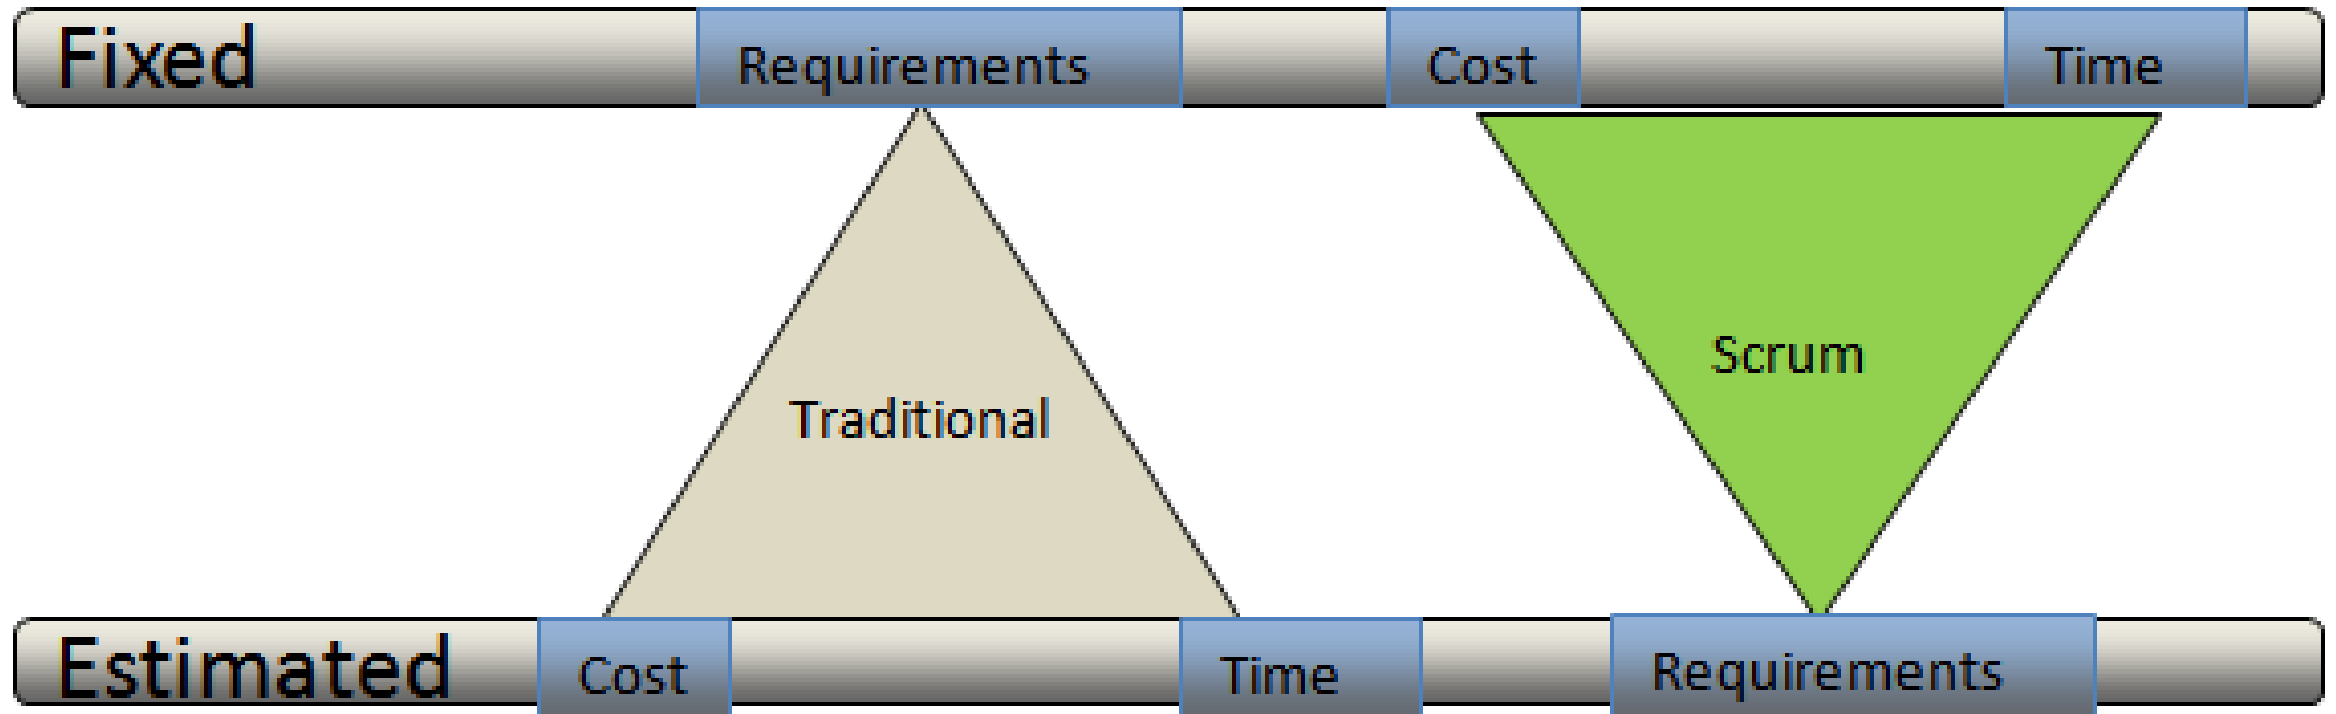 Fixed
Requirements
Cost
Time
Traditional
Scrum
Estimated
Cost
Time
Requirements